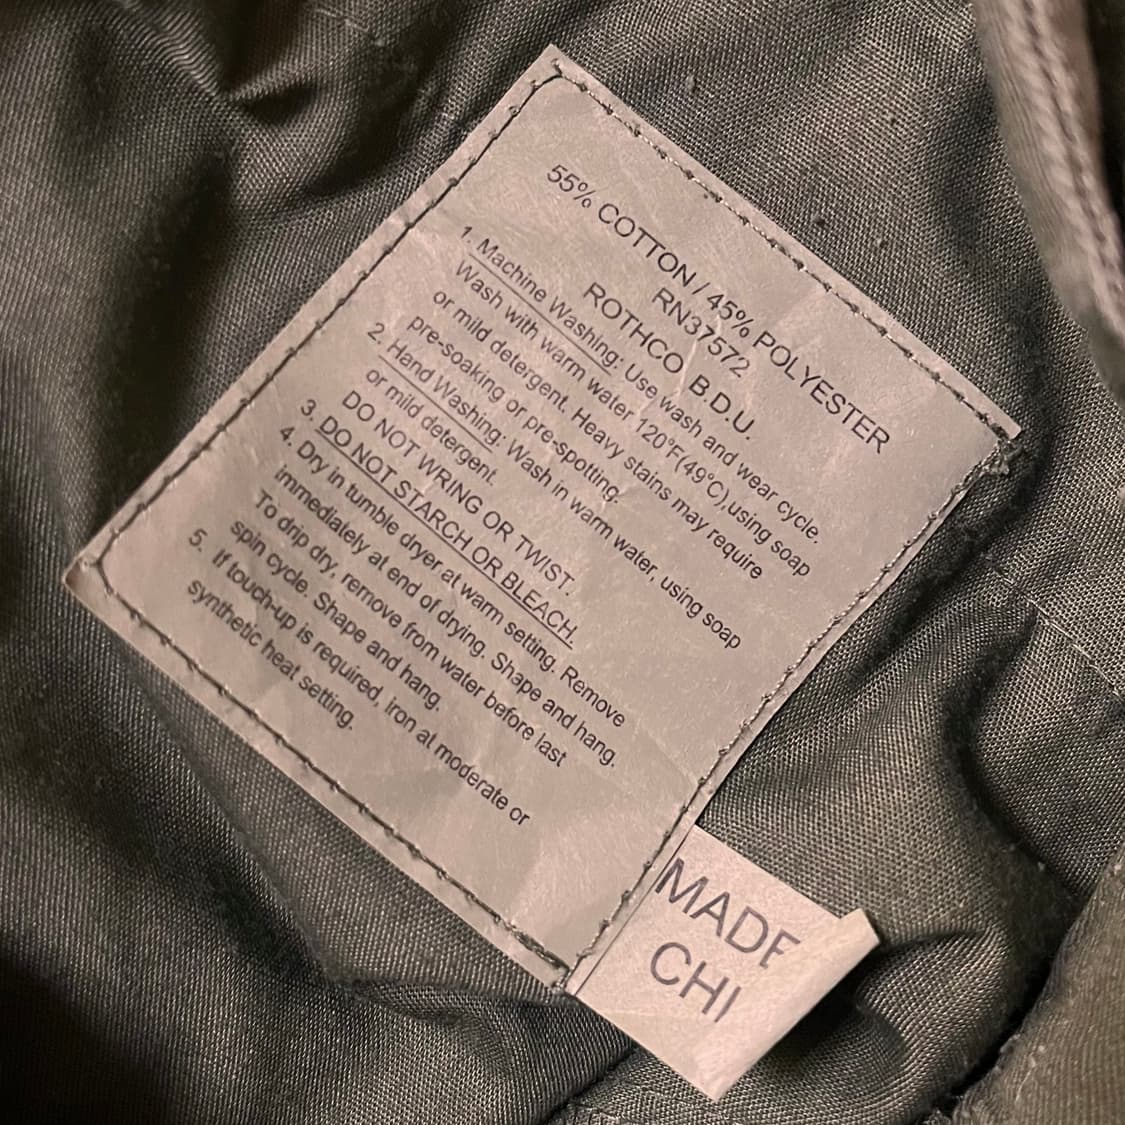 55% COTTON / 45% POLYESTER
RN37572
ROTHCO B.D.U.
1. Machine Washing: Use wash and wear cycle.
Wash with warm water 120°F(49°C),using soap
or mild detergent. Heavy stains may require
pre-soaking or pre-spotting.
2. Hand Washing: Wash in warm water, using soap
or mild detergent.
DO NOT WRING OR TWIST.
3. DO NOT STARCH OR BLEACH.
4. Dry in tumble dryer at warm setting. Remove
immediately at end of drying. Shape and hang.
To drip dry, remove from water before last
spin cycle. Shape and hang.
5. If touch-up is required, iron at moderate or
synthetic heat setting.
MADE
CHI